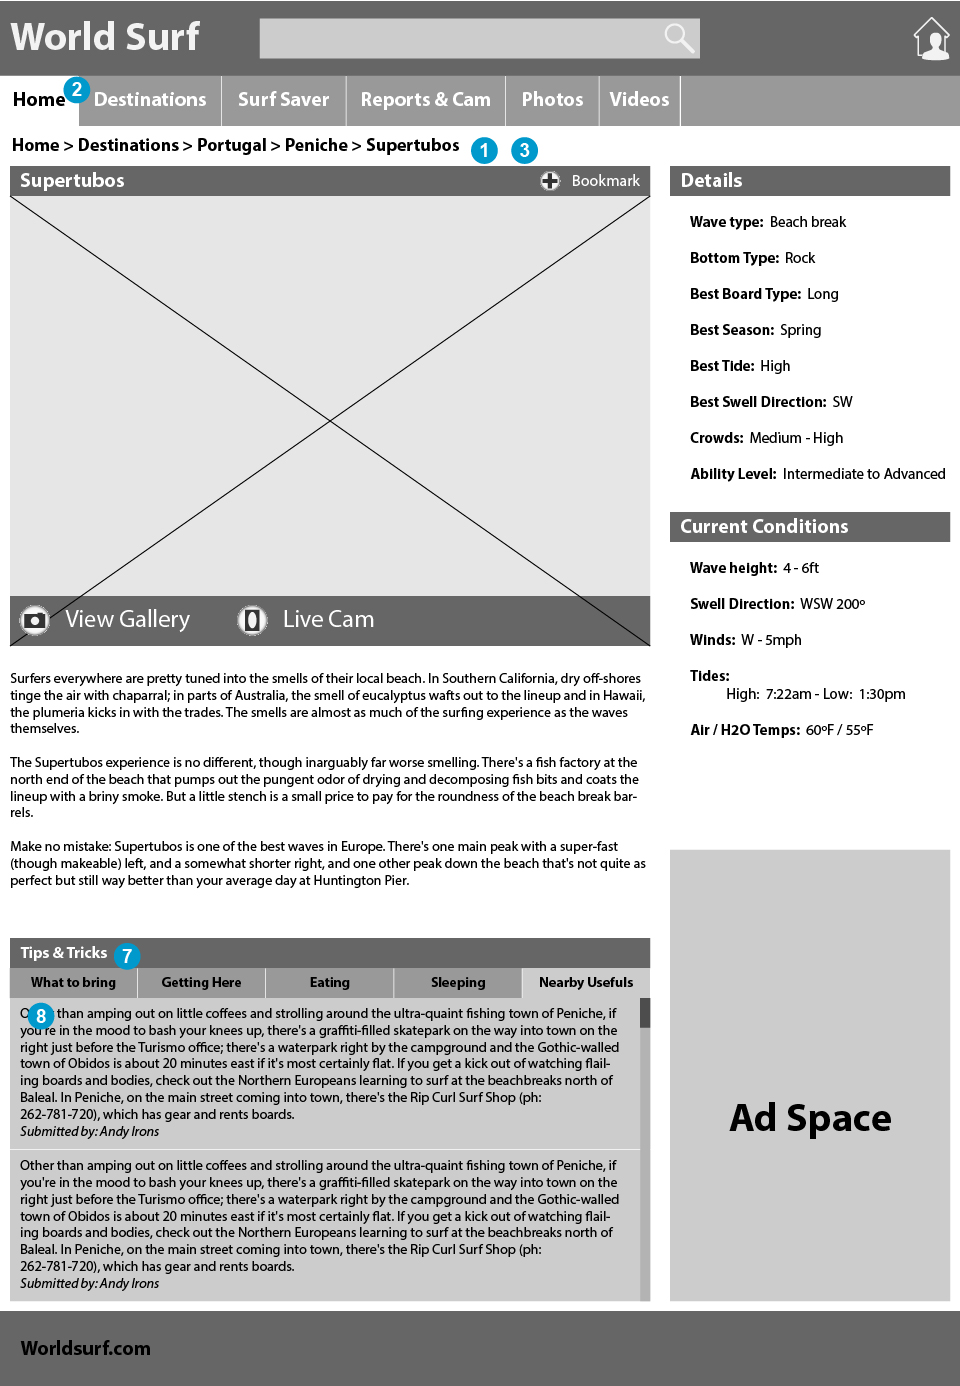 World Surf
Home 2 Destinations Surf Saver Reports & Cam Photos Videos
Home > Destinations > Portugal > Peniche > Supertubos 1 3
Supertubos Bookmark
View Gallery Live Cam
Surfers everywhere are pretty tuned into the smells of their local beach. In Southern California, dry off-shores
tinge the air with chaparral; in parts of Australia, the smell of eucalyptus wafts out to the lineup and in Hawaii,
the plumeria kicks in with the trades. The smells are almost as much of the surfing experience as the waves
themselves.
The Supertubos experience is no different, though inarguably far worse smelling. There's a fish factory at the
north end of the beach that pumps out the pungent odor of drying and decomposing fish bits and coats the
lineup with a briny smoke. But a little stench is a small price to pay for the roundness of the beach break bar-
rels.
Make no mistake: Supertubos is one of the best waves in Europe. There's one main peak with a super-fast
(though makeable) left, and a somewhat shorter right, and one other peak down the beach that's not quite as
perfect but still way better than your average day at Huntington Pier.
Tips & Tricks 7
What to bring Getting Here Eating Sleeping Nearby Usefuls
8
than amping out on little coffees and strolling around the ultra-quaint fishing town of Peniche, if
you're in the mood to bash your knees up, there's a graffiti-filled skatepark on the way into town on the
right just before the Turismo office; there's a waterpark right by the campground and the Gothic-walled
town of Obidos is about 20 minutes east if it's most certainly flat. If you get a kick out of watching flail-
ing boards and bodies, check out the Northern Europeans learning to surf at the beachbreaks north of
Baleal. In Peniche, on the main street coming into town, there's the Rip Curl Surf Shop (ph:
262-781-720), which has gear and rents boards.
Submitted by: Andy Irons
Other than amping out on little coffees and strolling around the ultra-quaint fishing town of Peniche, if
you're in the mood to bash your knees up, there's a graffiti-filled skatepark on the way into town on the
right just before the Turismo office; there's a waterpark right by the campground and the Gothic-walled
town of Obidos is about 20 minutes east if it's most certainly flat. If you get a kick out of watching flail-
ing boards and bodies, check out the Northern Europeans learning to surf at the beachbreaks north of
Baleal. In Peniche, on the main street coming into town, there's the Rip Curl Surf Shop (ph:
262-781-720), which has gear and rents boards.
Submitted by: Andy Irons
Details
Wave type: Beach break
Bottom Type: Rock
Best Board Type: Long
Best Season: Spring
Best Tide: High
Best Swell Direction: SW
Crowds: Medium - High
Ability Level: Intermediate to Advanced
Current Conditions
Wave height: 4 - 6ft
Swell Direction: WSW 200º
Winds: W - 5mph
Tides:
High: 7:22am - Low: 1:30pm
Air / H2O Temps: 60ºF / 55ºF
Ad Space
Worldsurf.com